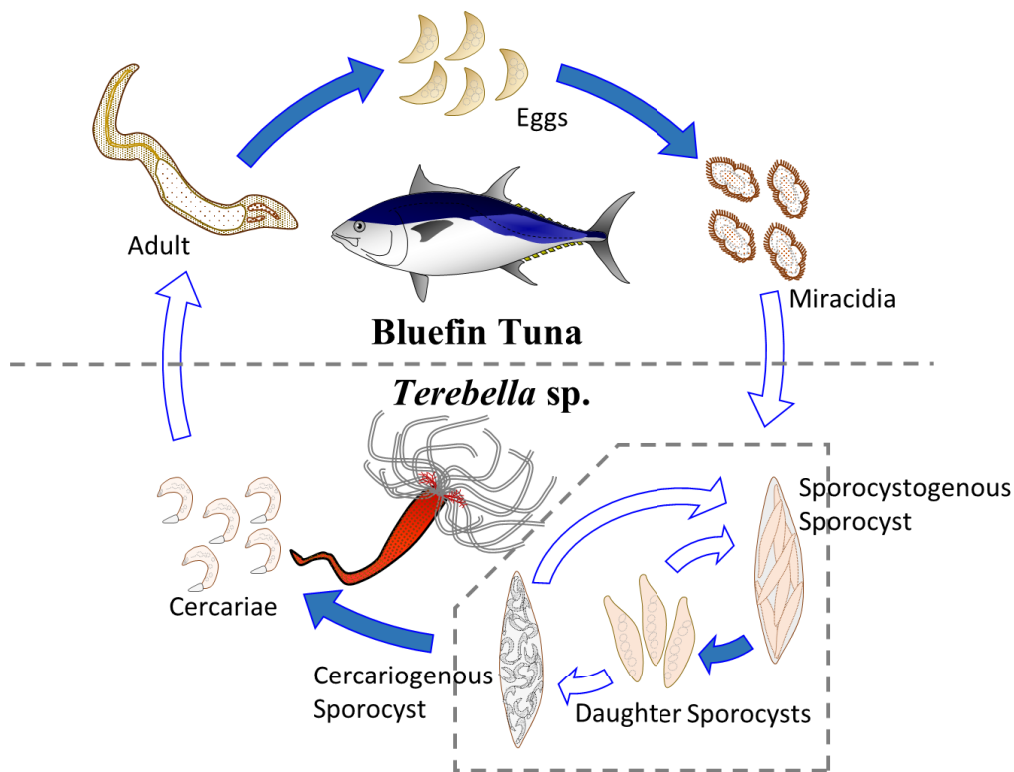 Eggs
Adult
Miracidia
Bluefin Tuna
Terebella sp.
Sporocystogenous
Sporocyst
Cercariae
Cercariogenous
Sporocyst
Daughter Sporocysts